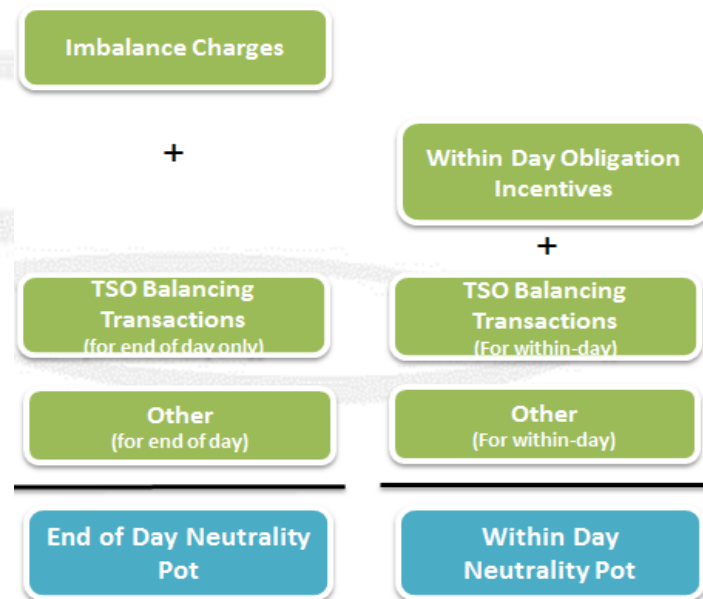 Imbalance Charges
+
TSO Balancing
Transactions
(for end of day only)
Other
(for end of day)
End of Day Neutrality
Pot
Within Day Obligation
Incentives
+
TSO Balancing
Transactions
(For within-day)
Other
(For within-day)
Within Day
Neutrality Pot